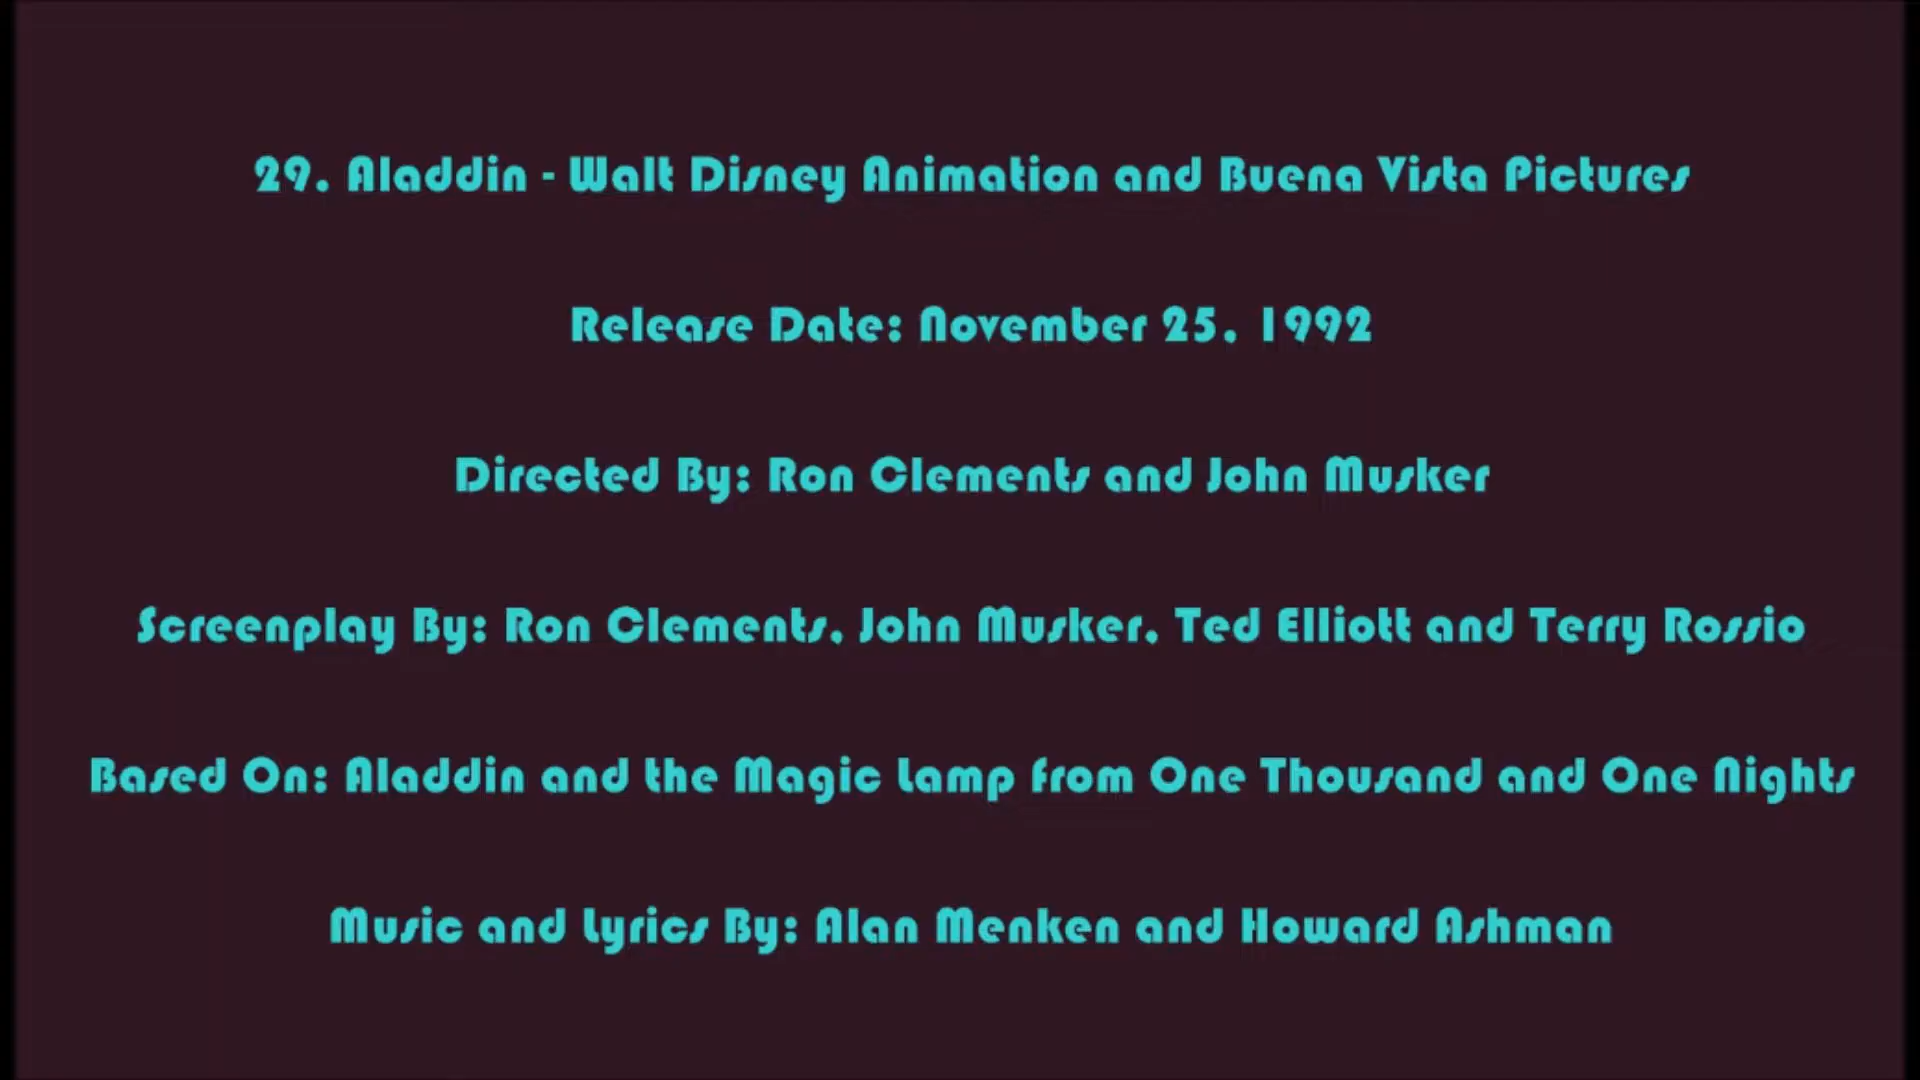 29. Aladdin - Walt Disney Animation and Buena Vista Pictures
Release Date: November 25, 1992
Directed By: Ron Clements and John Musker
Screenplay By: Ron Clements, John Musker, Ted Elliott and Terry Rossio
Based On: Aladdin and the Magic Lamp from One Thousand and One Nights
Music and Lyrics By: Alan Menken and Howard Ashman